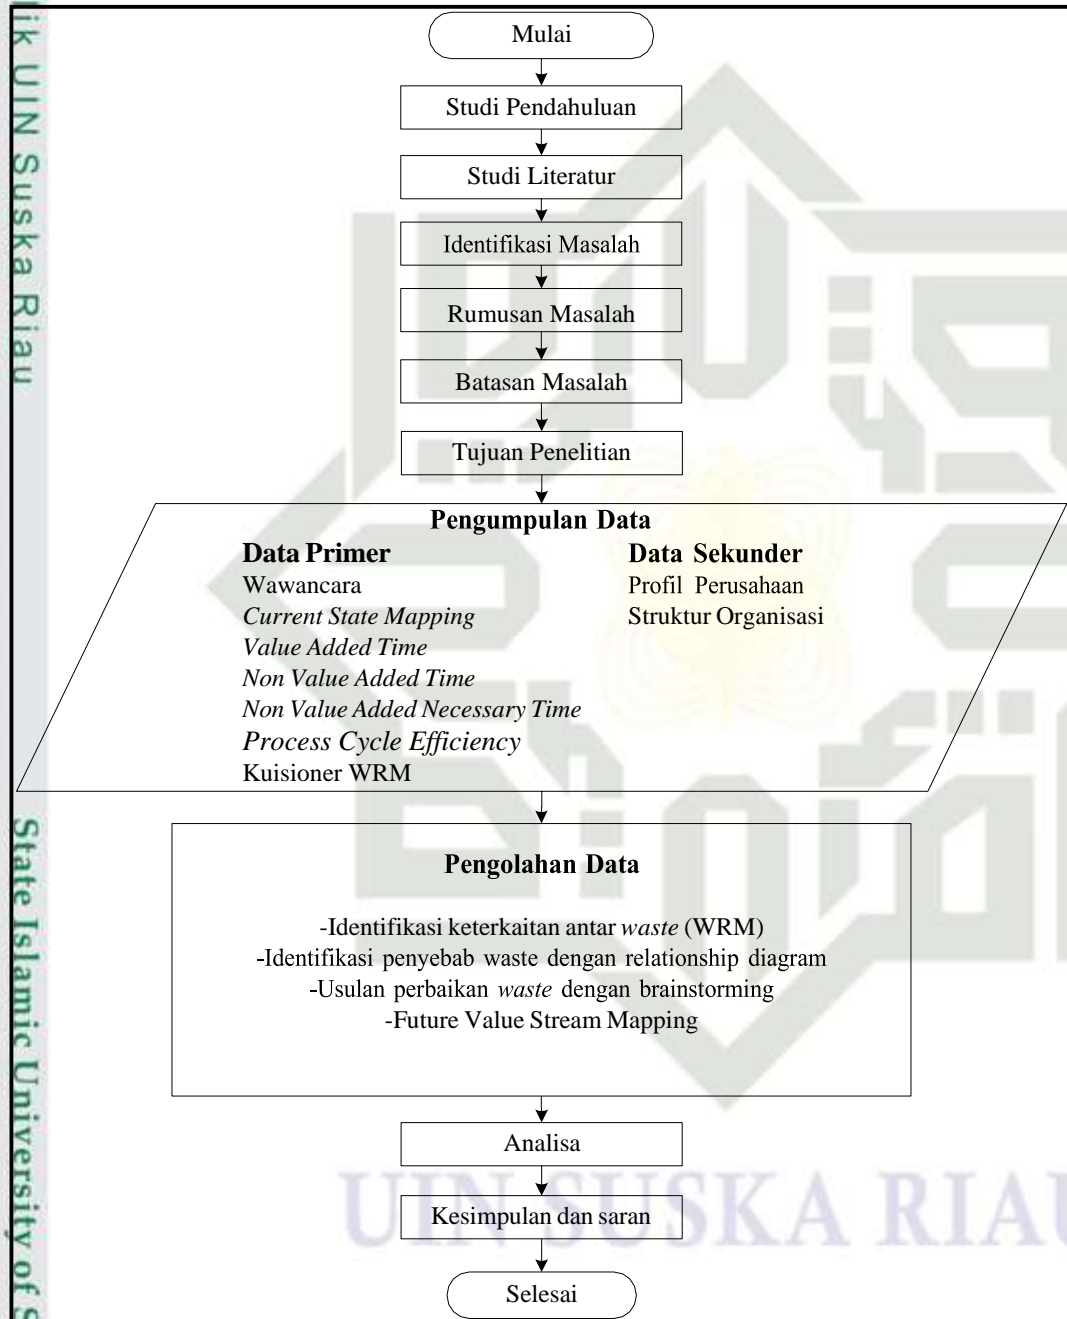 Mulai
Studi Pendahuluan
Studi Literatur
Identifikasi Masalah
Rumusan Masalah
Batasan Masalah
Tujuan Penelitian
Pengumpulan Data
Data Primer
Wawancara
Current State Mapping
Value Added Time
Non Value Added Time
Non Value Added Necessary Time
Process Cycle Efficiency
Kuisioner WRM
Data Sekunder
Profil Perusahaan
Struktur Organisasi
Pengolahan Data
-Identifikasi keterkaitan antar waste (WRM)
-Identifikasi penyebab waste dengan relationship diagram
-Usulan perbaikan waste dengan brainstorming
-Future Value Stream Mapping
Analisa
Kesimpulan dan saran
Selesai
UIN SUSKA RIAU
UIN Suska Riau
State Islamic University of